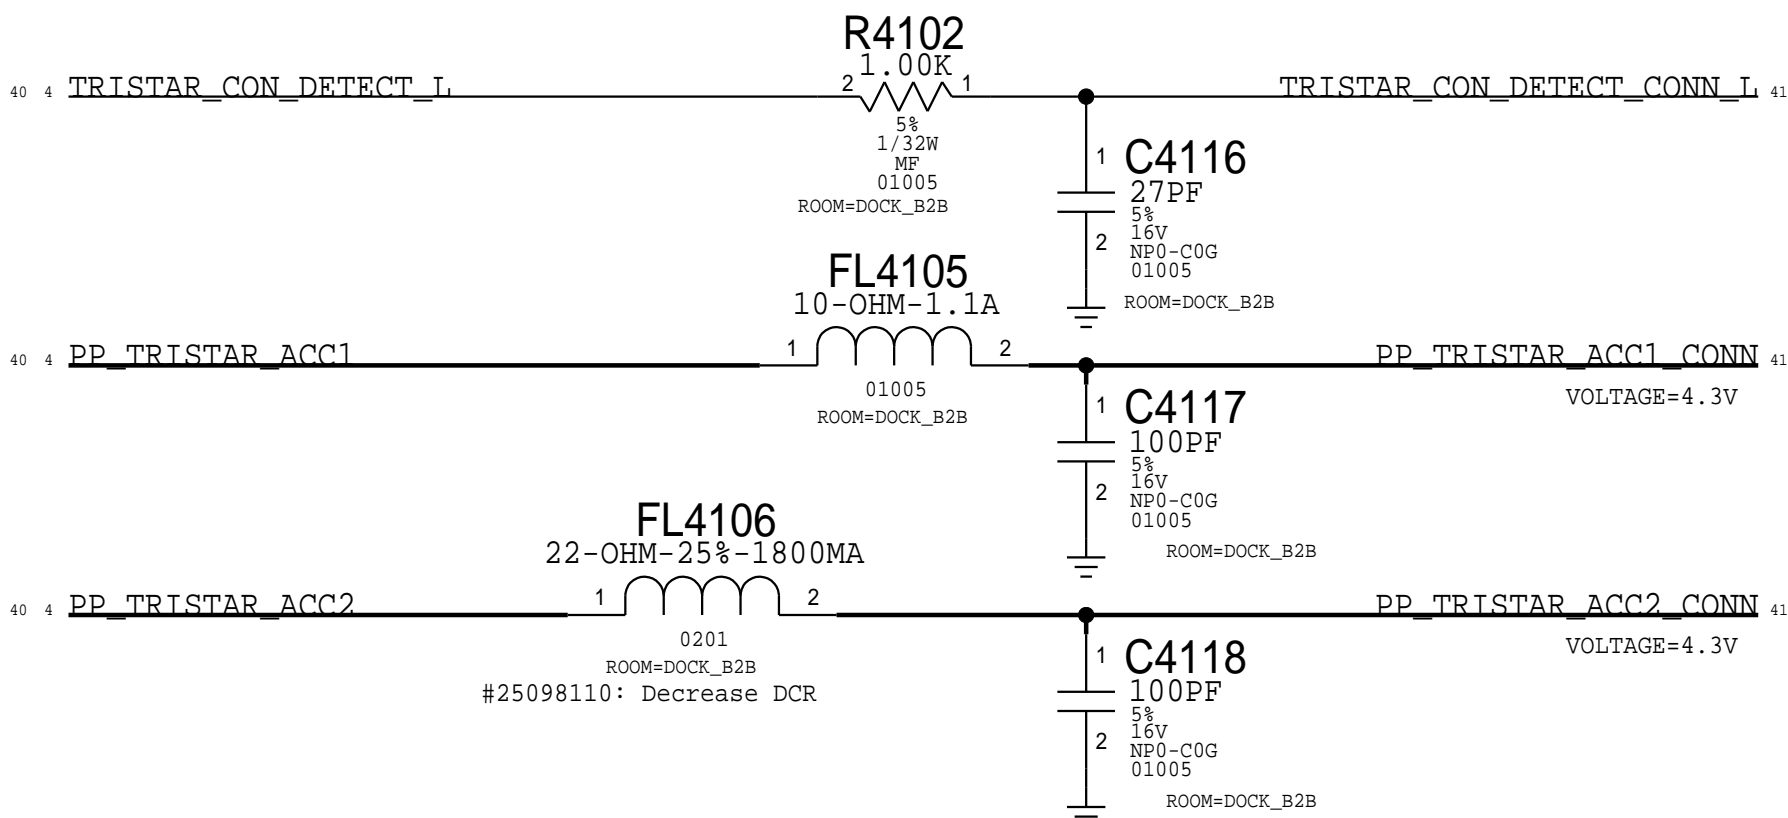 R4102
1.00K
40 4 TRISTAR_CON_DETECT_L 2 1 TRISTAR_CON_DETECT_CONN_L 41
5%
1/32W
MF
01005
ROOM=DOCK_B2B
1 C4116
27PF
5%
16V
2 NP0-C0G
01005
ROOM=DOCK_B2B
FL4105
10-OHM-1.1A
40 4 PP_TRISTAR_ACC1 1 2 PP_TRISTAR_ACC1_CONN 41
VOLTAGE=4.3V
01005
ROOM=DOCK_B2B
1 C4117
100PF
5%
16V
2 NP0-C0G
01005
ROOM=DOCK_B2B
FL4106
22-OHM-25%-1800MA
40 4 PP_TRISTAR_ACC2 1 2 PP_TRISTAR_ACC2_CONN 41
VOLTAGE=4.3V
0201
ROOM=DOCK_B2B
#25098110: Decrease DCR
1 C4118
100PF
5%
16V
2 NP0-C0G
01005
ROOM=DOCK_B2B